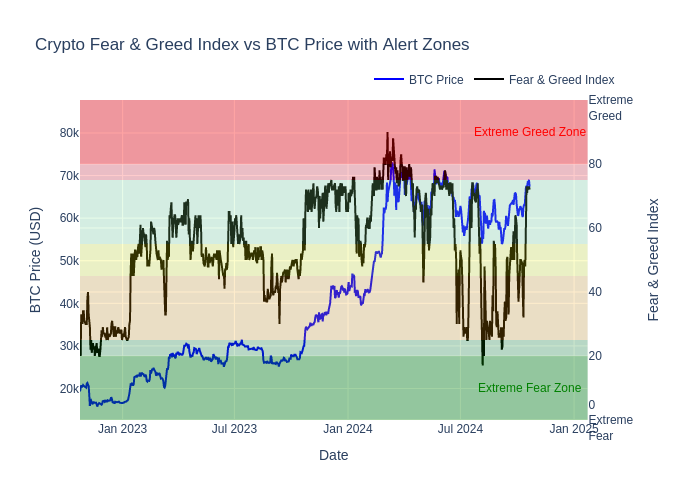 Crypto Fear & Greed Index vs BTC Price with Alert Zones
BTC Price
Fear & Greed Index
Extreme
Greed
Extreme Greed Zone
80k
70k
60k
50k
40k
30k
20k
80
60
40
20
0
Extreme
Fear
Extreme Fear Zone
BTC Price (USD)
Fear & Greed Index
Jan 2023
Jul 2023
Jan 2024
Jul 2024
Jan 2025
Date